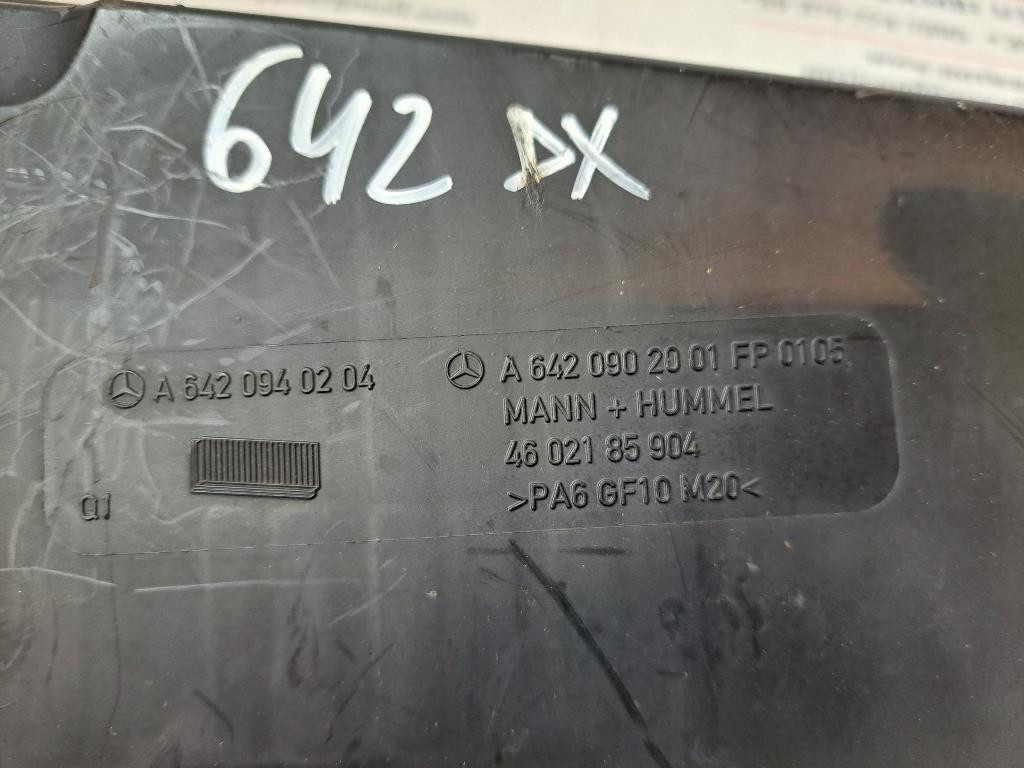 642 DX
A 642 094 02 04
Q1
A 642 090 20 01 FP 0105
MANN + HUMMEL
46 021 85 904
>PA6 GF10 M20<